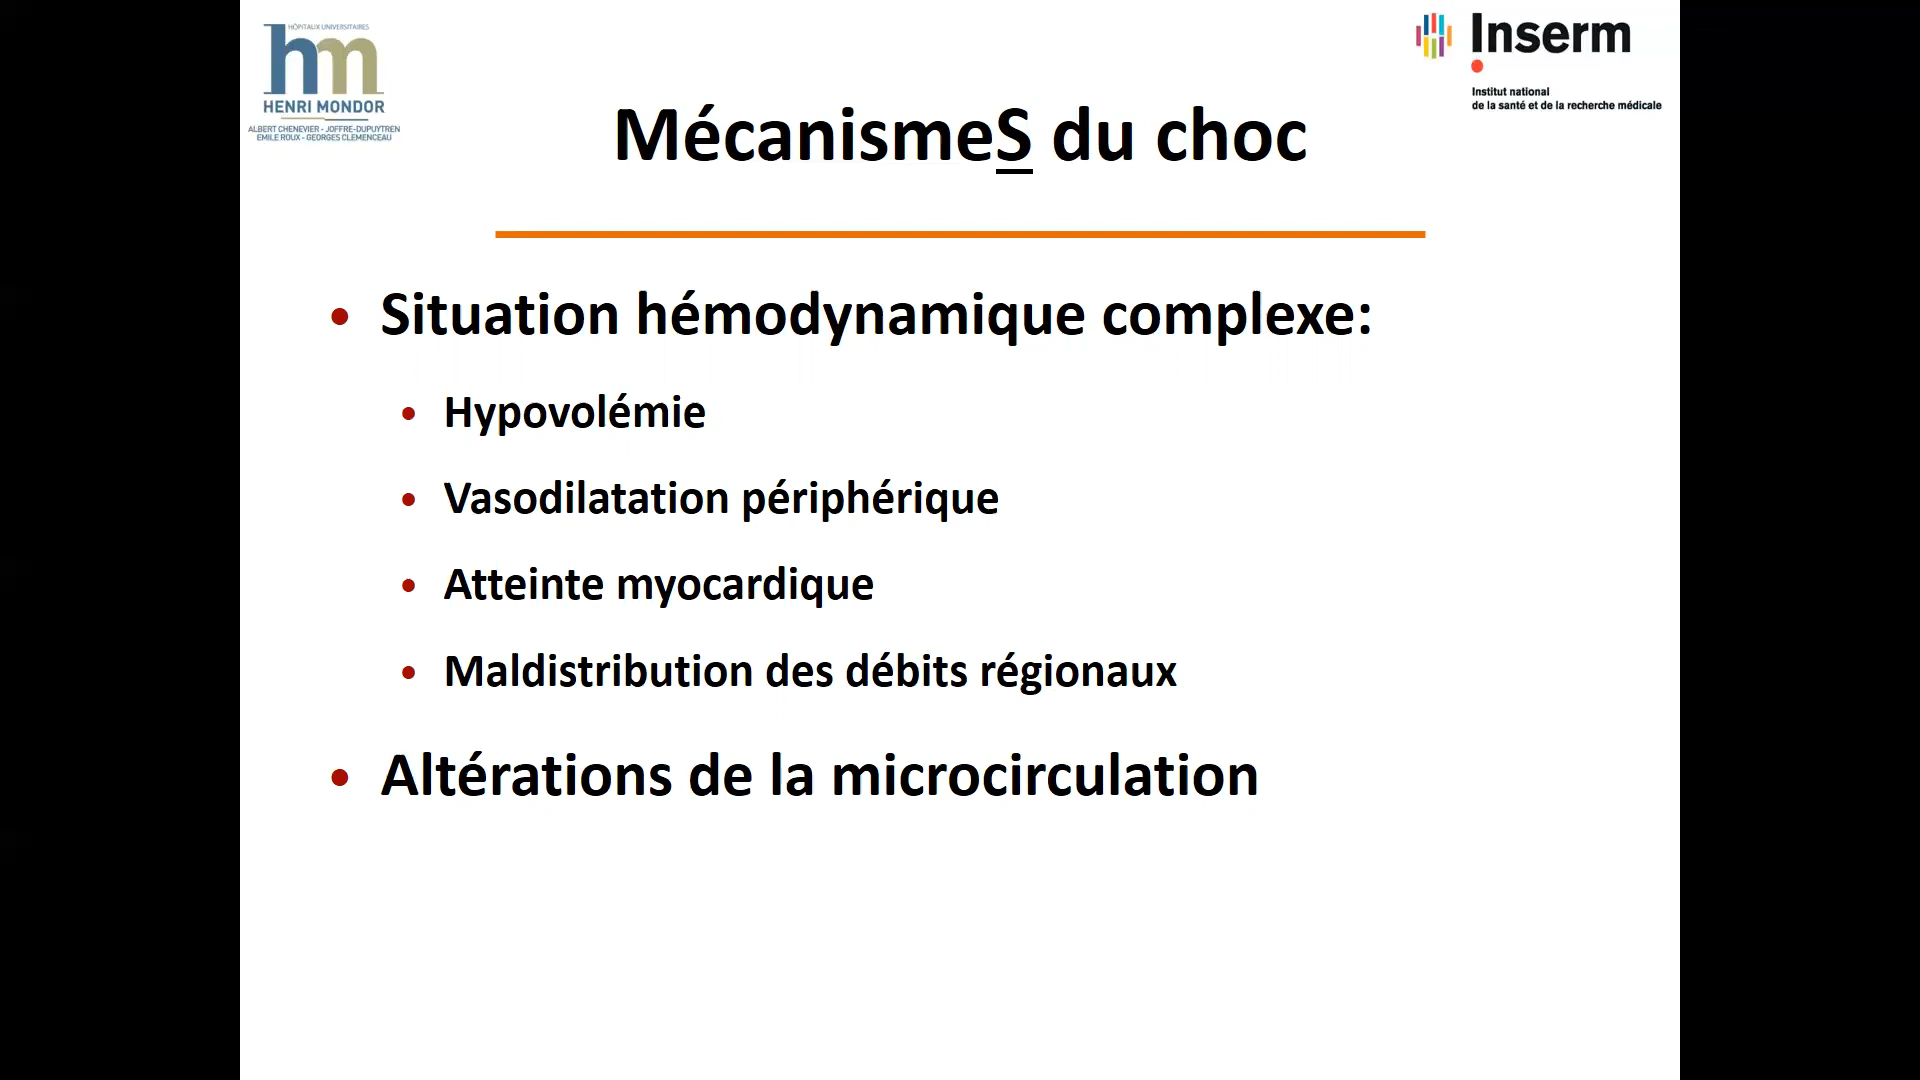 HÔPITAUX UNIVERSITAIRES
hm
HENRI MONDOR
ALBERT CHENEVIER - JOFFRE-DUPUYTREN
EMILE ROUX - GEORGES CLEMENCEAU
Inserm
Institut national
de la santé et de la recherche médicale
MécanismeS du choc
• Situation hémodynamique complexe:
• Hypovolémie
• Vasodilatation périphérique
• Atteinte myocardique
• Maldistribution des débits régionaux
• Altérations de la microcirculation